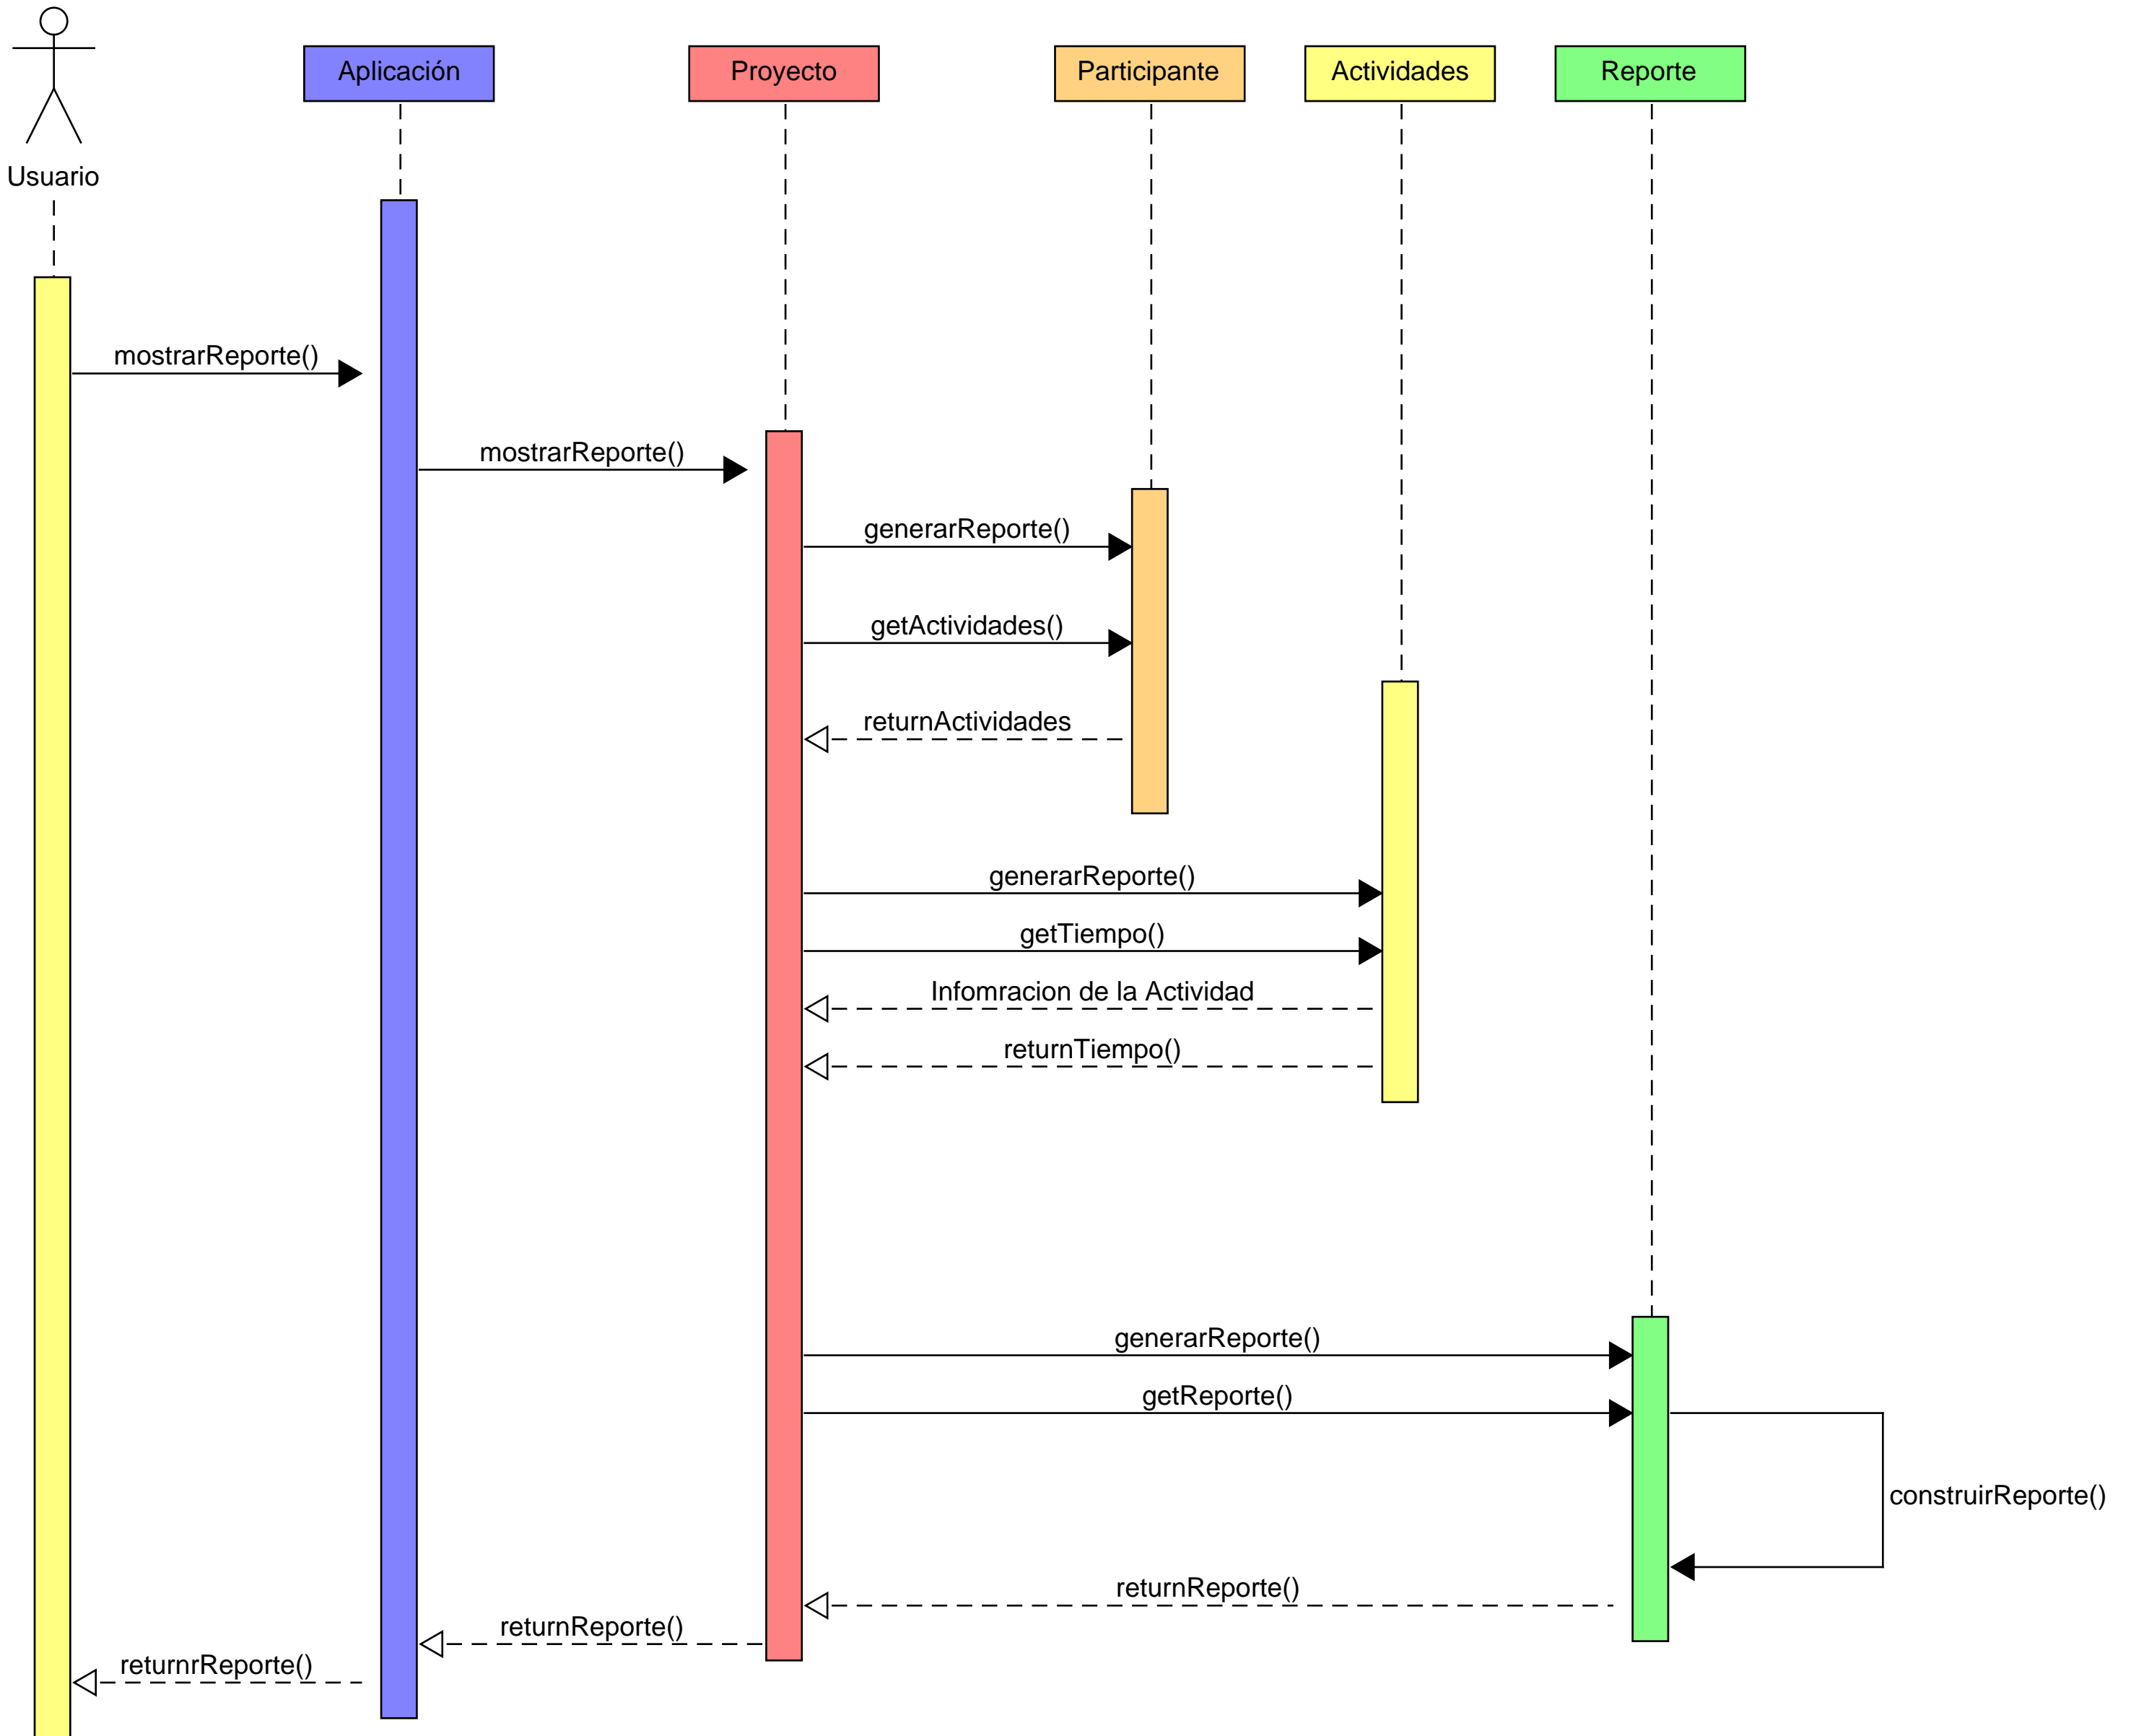 Aplicación
Proyecto
Participante
Actividades
Reporte
Usuario
mostrarReporte()
mostrarReporte()
generarReporte()
getActividades()
returnActividades
generarReporte()
getTiempo()
Infomracion de la Actividad
returnTiempo()
generarReporte()
getReporte()
construirReporte()
returnReporte()
returnReporte()
returnrReporte()